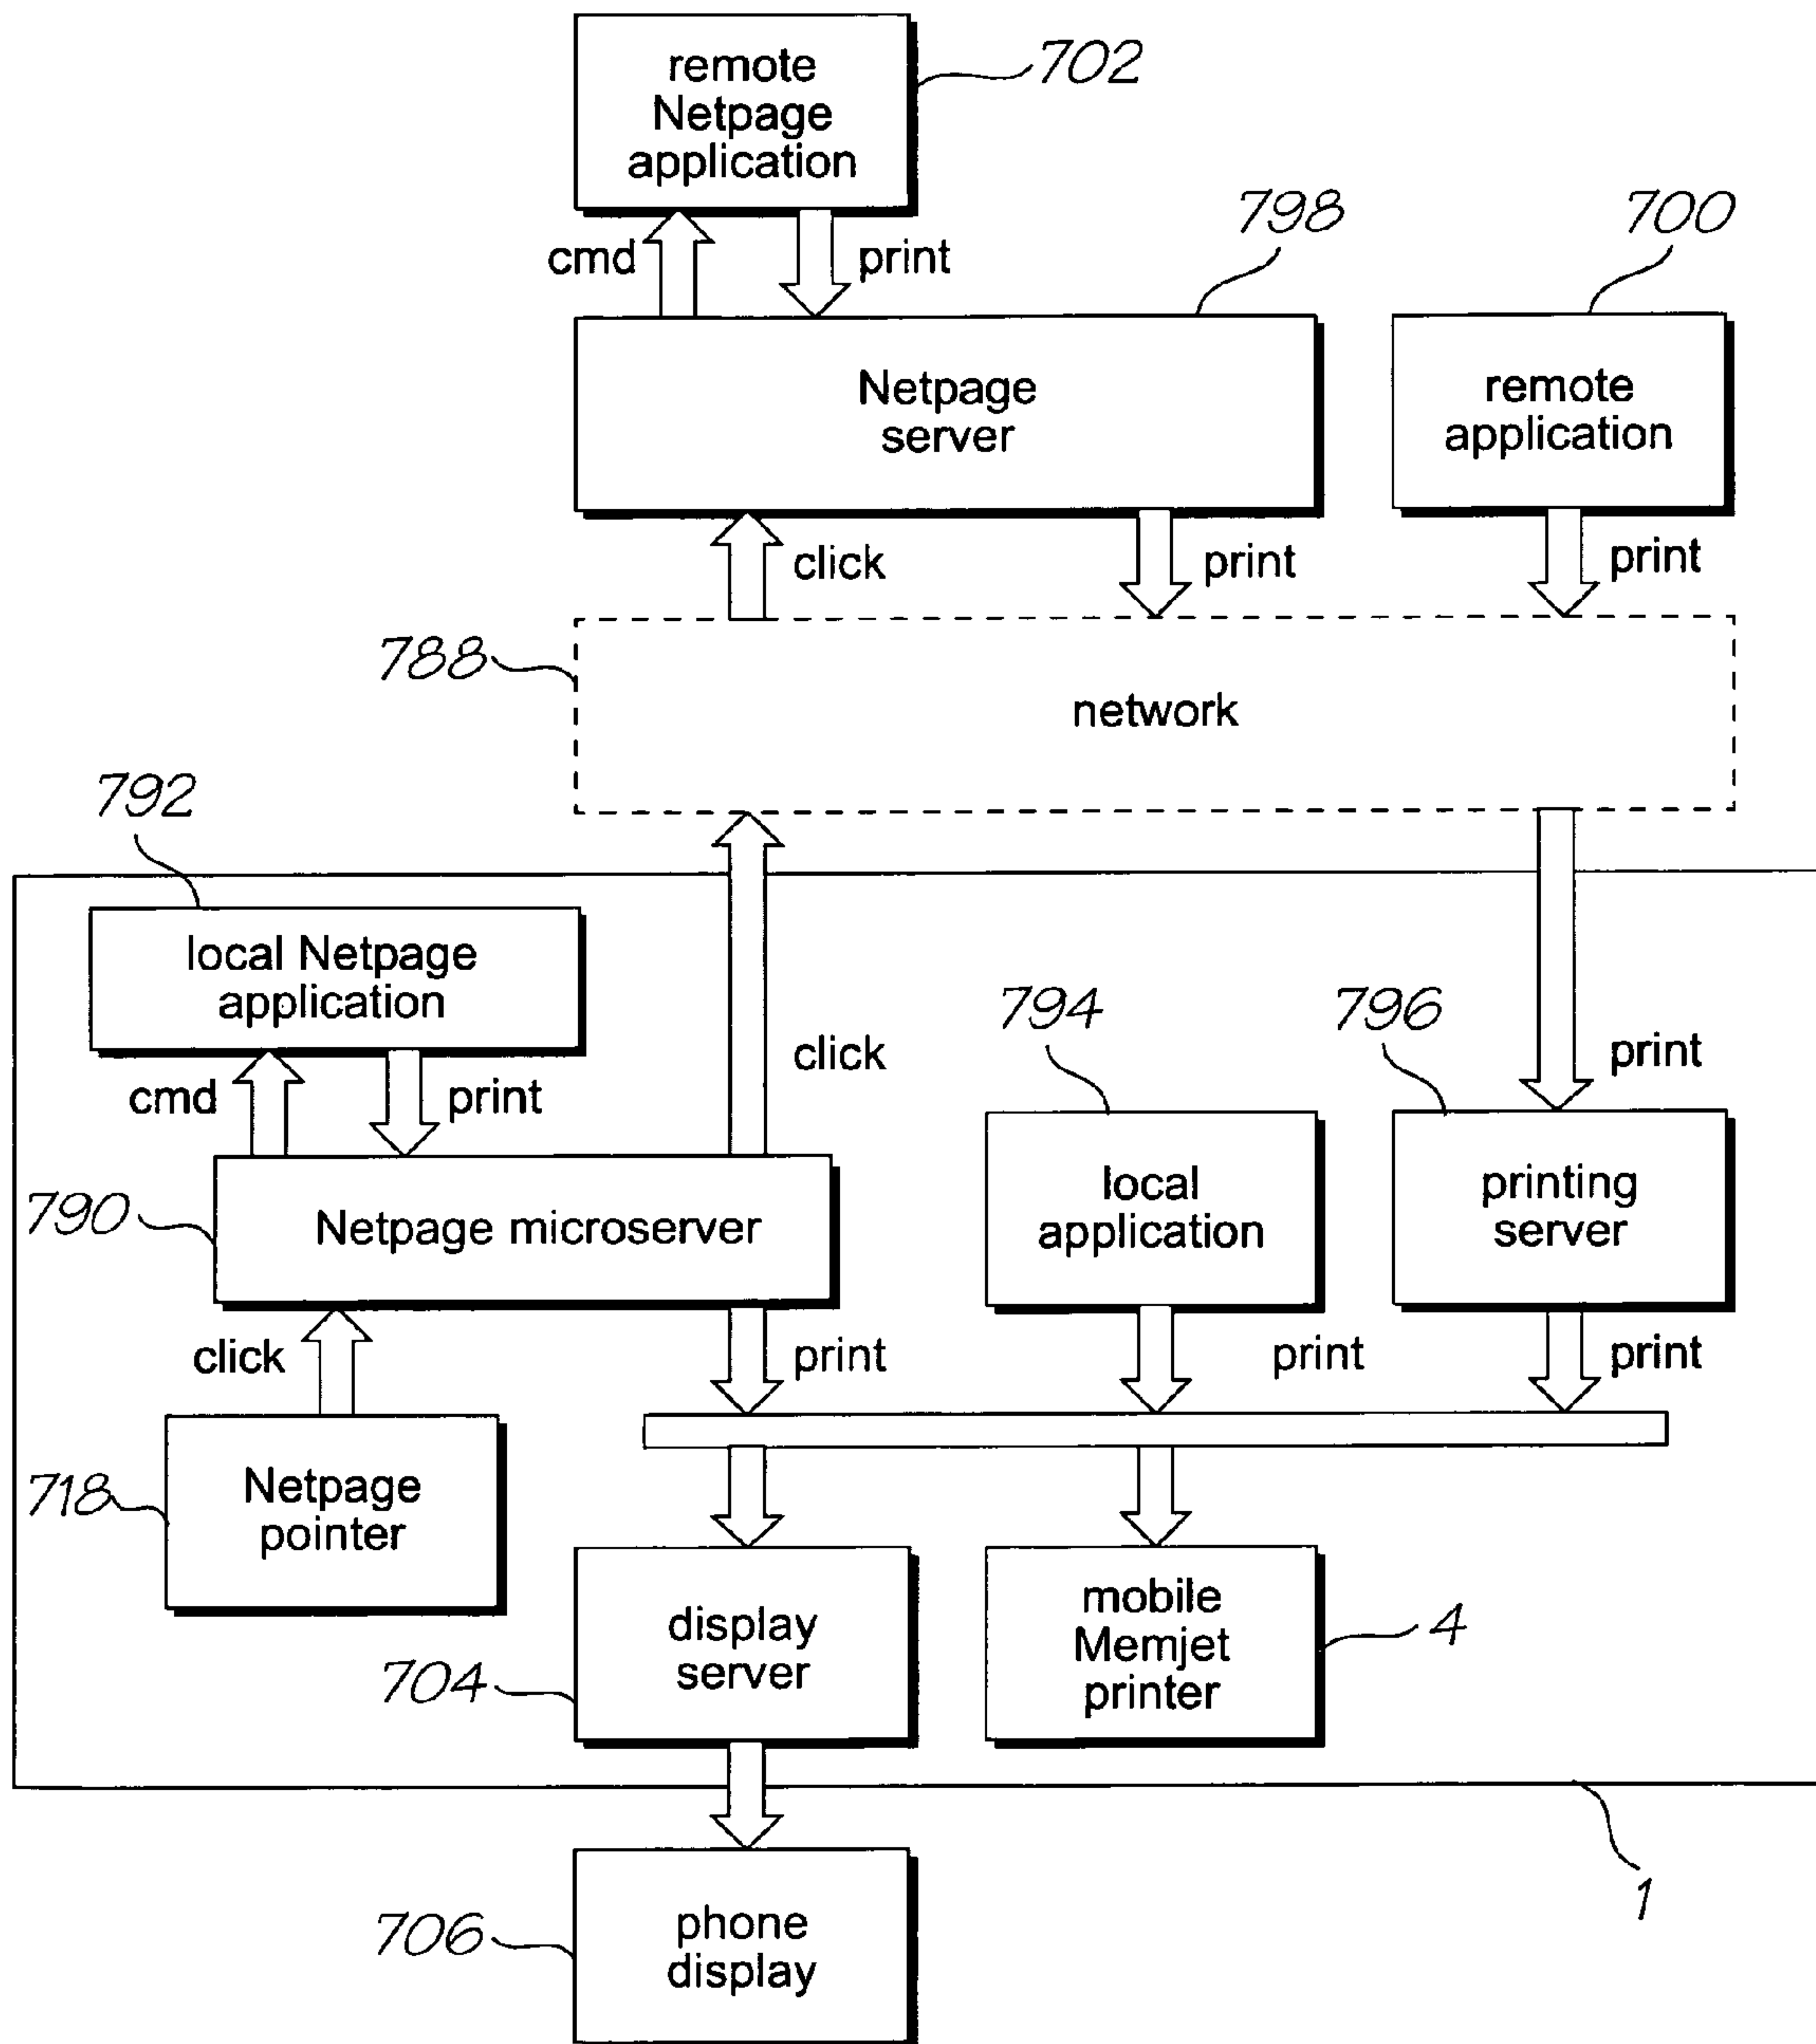 remote
Netpage
application
702
cmd
print
798
700
Netpage
server
remote
application
click
print
print
788
network
792
local Netpage
application
794
796
click
print
cmd
print
local
application
printing
server
790
Netpage microserver
click
print
print
print
718
Netpage
pointer
display
server
704
mobile
Memjet
printer
4
1
706
phone
display